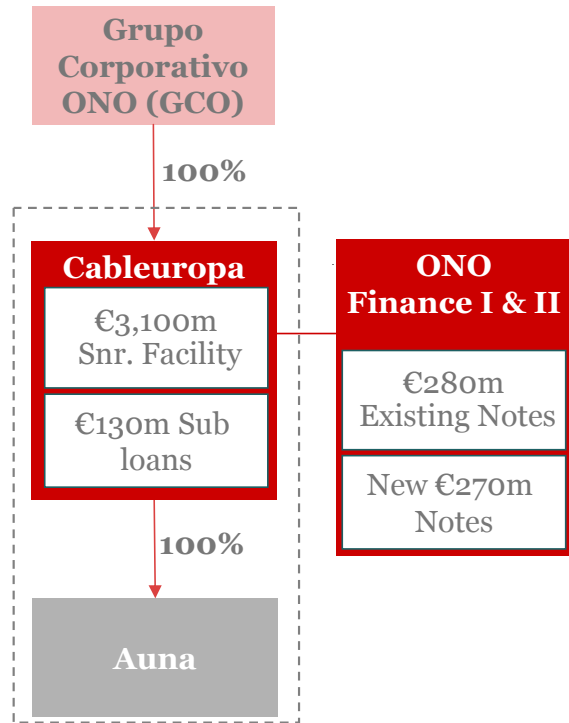 Grupo
Corporativo
ONO (GCO)
100%
Cableuropa
€3,100m
Snr. Facility
€130m Sub
loans
ONO
Finance I & II
€280m
Existing Notes
New €270m
Notes
100%
Auna